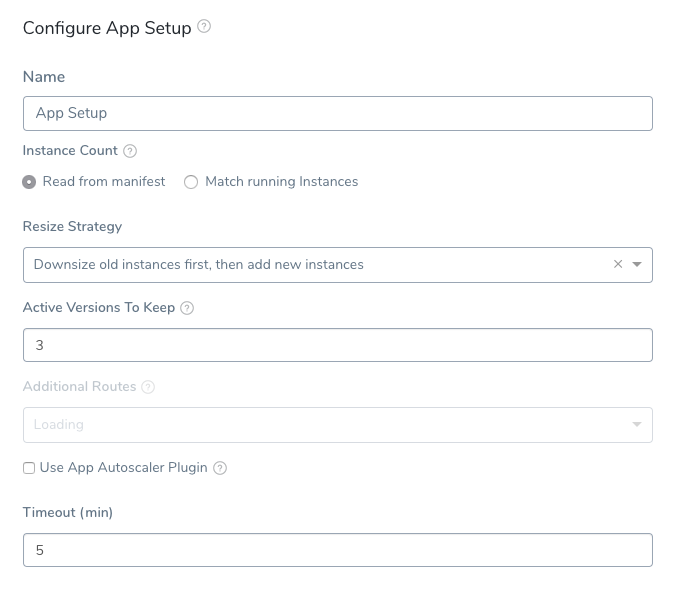 Configure App Setup ?
Name
App Setup
Instance Count ?
Read from manifest Match running Instances
Resize Strategy
Downsize old instances first, then add new instances ×
Active Versions To Keep ?
3
Additional Routes ?
Loading
Use App Autoscaler Plugin ?
Timeout (min)
5